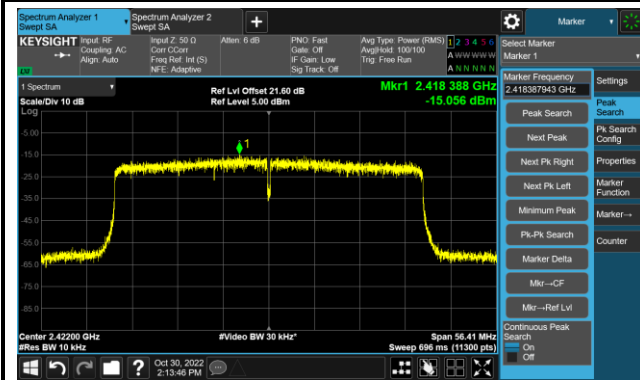 Spectrum Analyzer 1
Swept SA
Spectrum Analyzer 2
Swept SA
+
Marker
KEYSIGHT
Input: RF
Coupling: AC
Align: Auto
Input Z: 50 Ω
Corr CCorr
Freq Ref: Int (S)
NFE: Adaptive
Atten: 6 dB
PNO: Fast
Gate: Off
IF Gain: Low
Sig Track: Off
Avg Type: Power (RMS)
Avg|Hold: 100/100
Trig: Free Run
1 2 3 4 5 6
A W W W W W
A N N N N N
Select Marker
Marker 1
1 Spectrum
Scale/Div 10 dB
Ref Lvl Offset 21.60 dB
Ref Level 5.00 dBm
Mkr1 2.418 388 GHz
-15.056 dBm
Log
-5.00
-15.0
-25.0
-35.0
-45.0
-55.0
-65.0
-75.0
-85.0
1
Center 2.42200 GHz
#Res BW 10 kHz
#Video BW 30 kHz*
Span 56.41 MHz
Sweep 696 ms (11300 pts)
Marker Frequency
2.418387943 GHz
Peak Search
Next Peak
Next Pk Right
Next Pk Left
Minimum Peak
Pk-Pk Search
Marker Delta
Mkr→CF
Mkr→Ref Lvl
Continuous Peak
Search
On
Off
Settings
Peak
Search
Pk Search
Config
Properties
Marker
Function
Marker→
Counter
?
Oct 30, 2022
2:13:46 PM